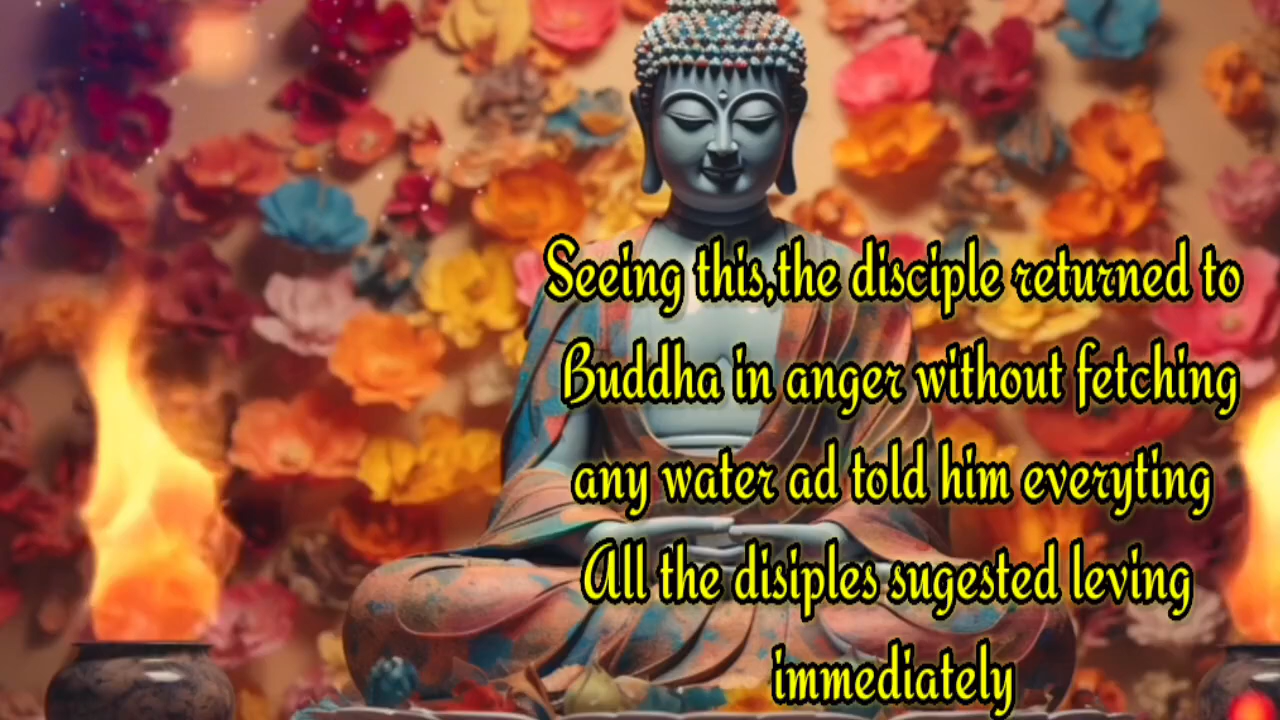 Seeing this,the disciple returned to
Buddha in anger without fetching
any water ad told him everyting
All the disiples sugested leving
immediately